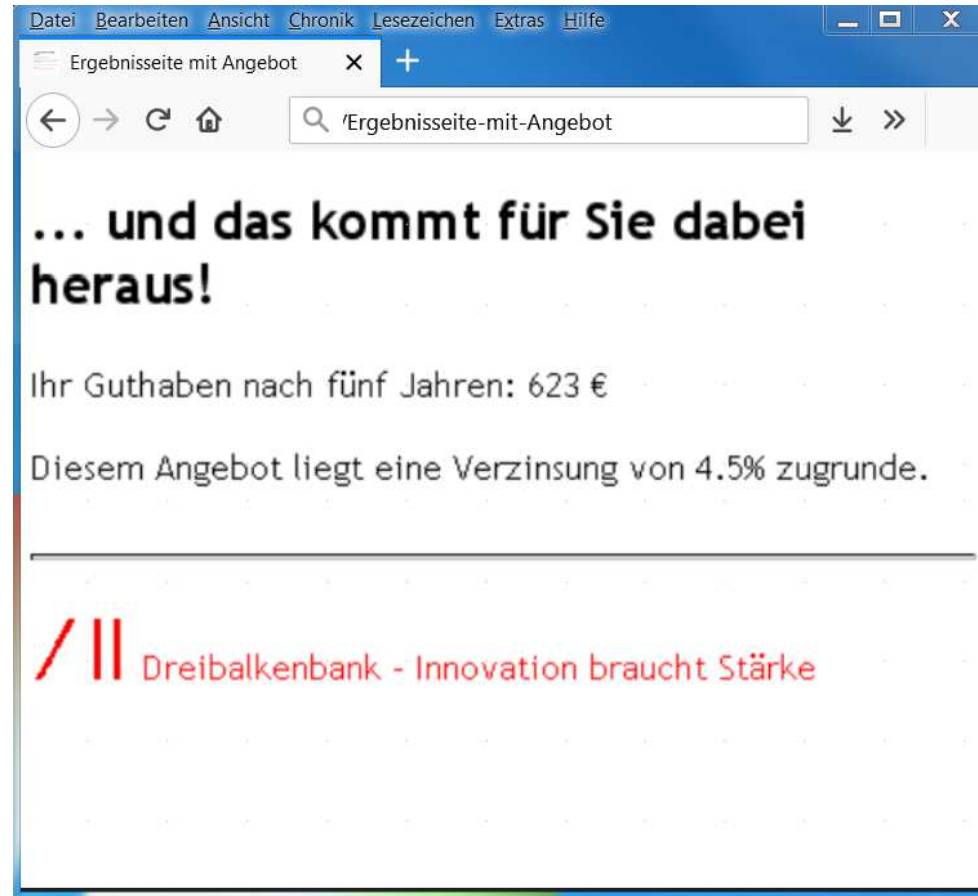 Datei Bearbeiten Ansicht Chronik Lesezeichen Extras Hilfe
Ergebnisseite mit Angebot
/Ergebnisseite-mit-Angebot
... und das kommt für Sie dabei
heraus!
Ihr Guthaben nach fünf Jahren: 623 €
Diesem Angebot liegt eine Verzinsung von 4.5% zugrunde.
Dreibalkenbank - Innovation braucht Stärke